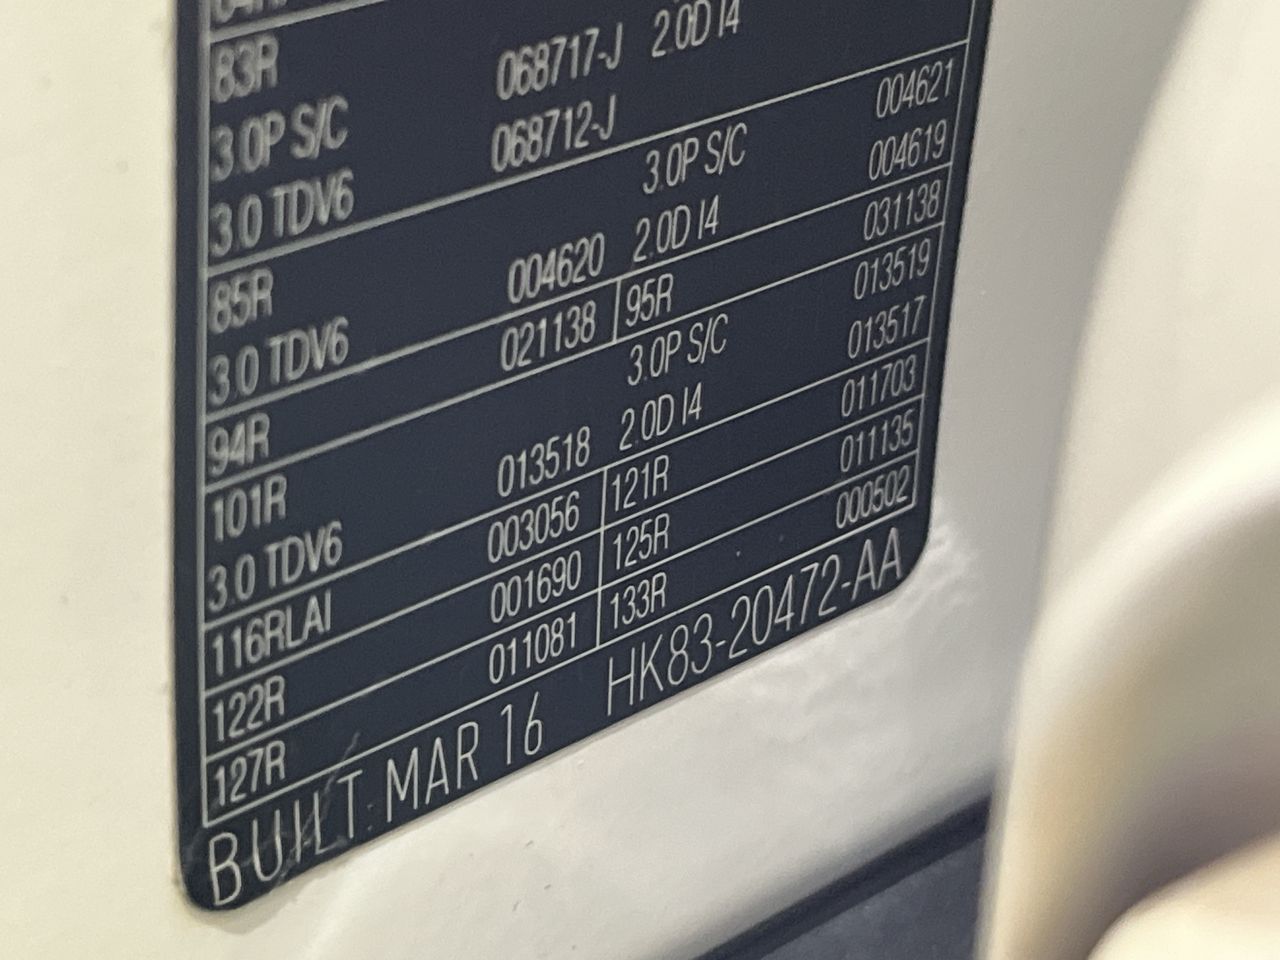 83R
3.0P S/C 068717-J 2.0D I4
3.0 TDV6 068712-J
85R 3.0P S/C 004621
3.0 TDV6 004620 2.0D I4 004619
94R 021138 95R 031138
101R 3.0P S/C 013519
3.0 TDV6 013518 2.0D I4 013517
116RLAI 003056 121R 011703
122R 001690 125R 011135
127R 011081 133R 000502
BUILT: MAR 16 HK83-20472-AA